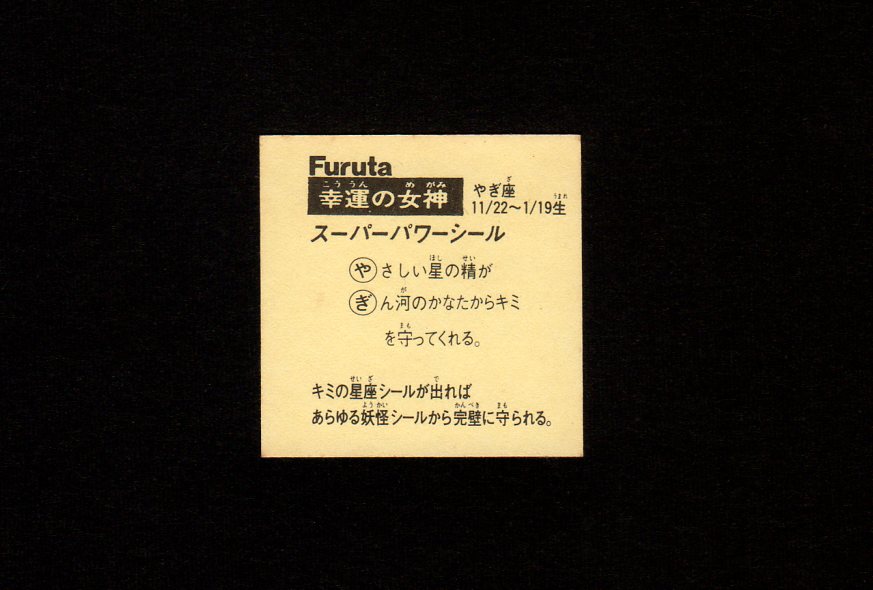 Furuta
幸運の女神
やぎ座
11/22〜1/19生
スーパーパワーシール
やさしい星の精が
ぎん河のかなたからキミ
を守ってくれる。
キミの星座シールが出れば
あらゆる妖怪シールから完璧に守られる。